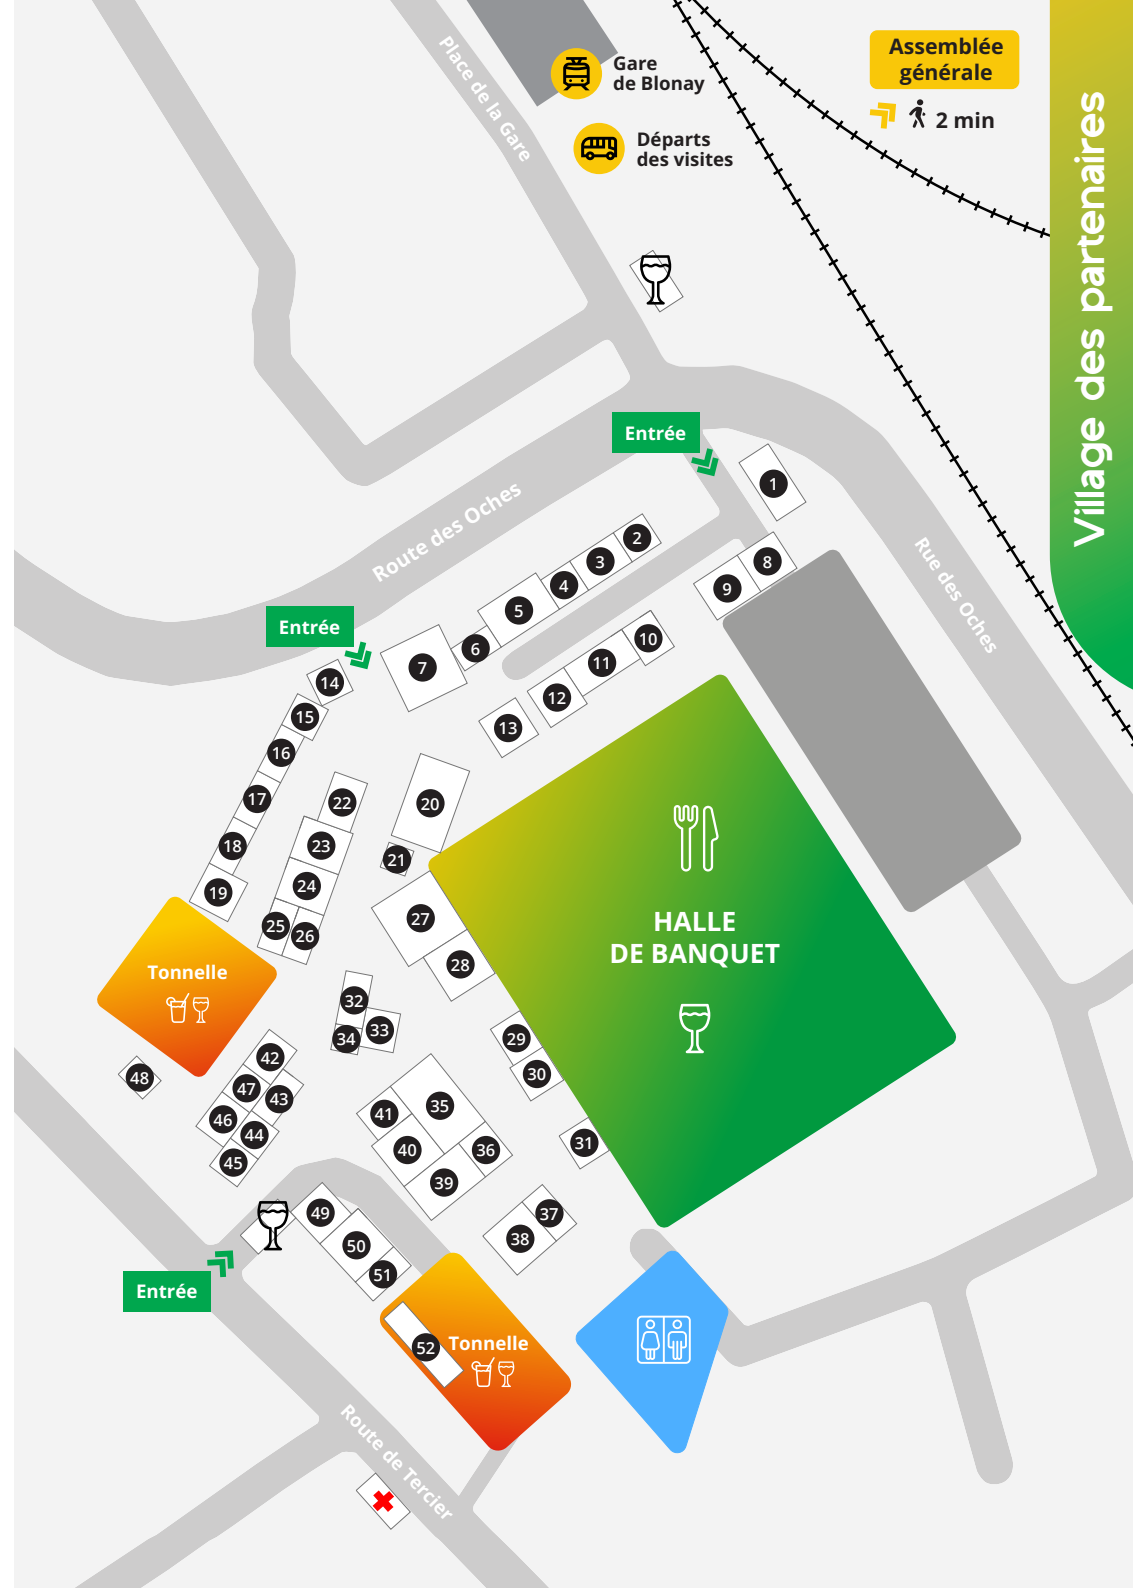 Place de la Gare
Gare
de Blonay
Départs
des visites
Assemblée
générale
2 min
Village des partenaires
Entrée
Route des Oches
Rue des Oches
1
2
3
4
5
6
7
8
9
10
11
12
13
Entrée
14
15
16
17
18
19
20
21
22
23
24
25
26
27
28
29
30
31
HALLE
DE BANQUET
Tonnelle
32
33
34
35
36
37
38
39
40
41
42
43
44
45
46
47
48
49
50
51
52
Tonnelle
Entrée
Route de Tercier